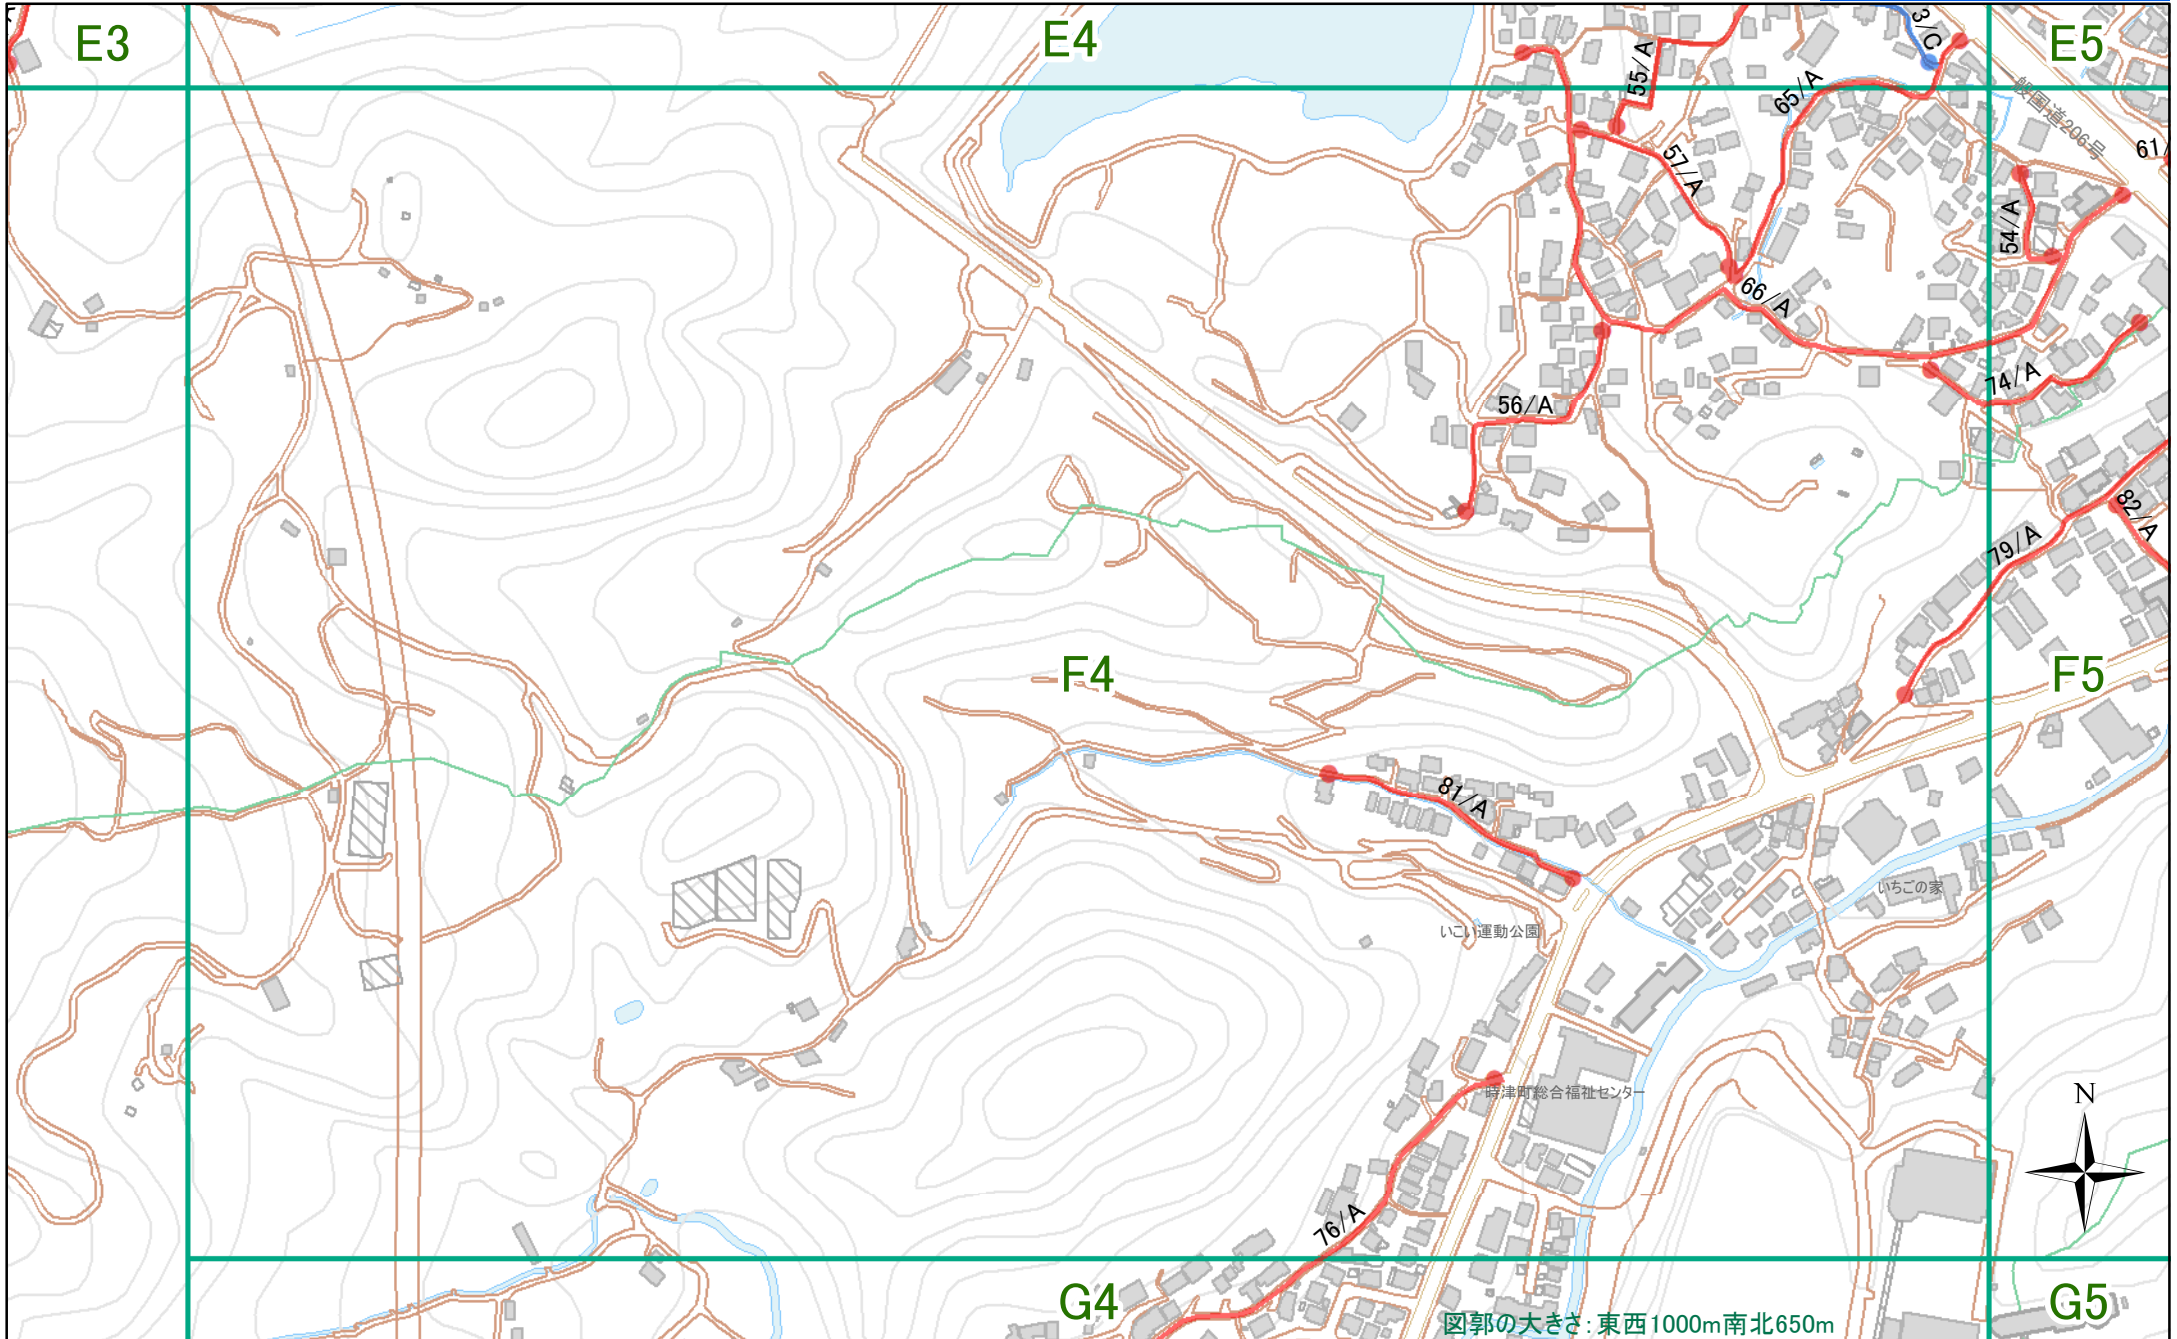 E3
E4
E5
3/C
55/A
65/A
一般国道206号
61/
57/A
54/A
66/A
74/A
56/A
82/A
79/A
F4
F5
81/A
いちごの家
いこい運動公園
N
時津町総合福祉センター
76/A
G4
G5
図郭の大きさ：東西1000m南北650m